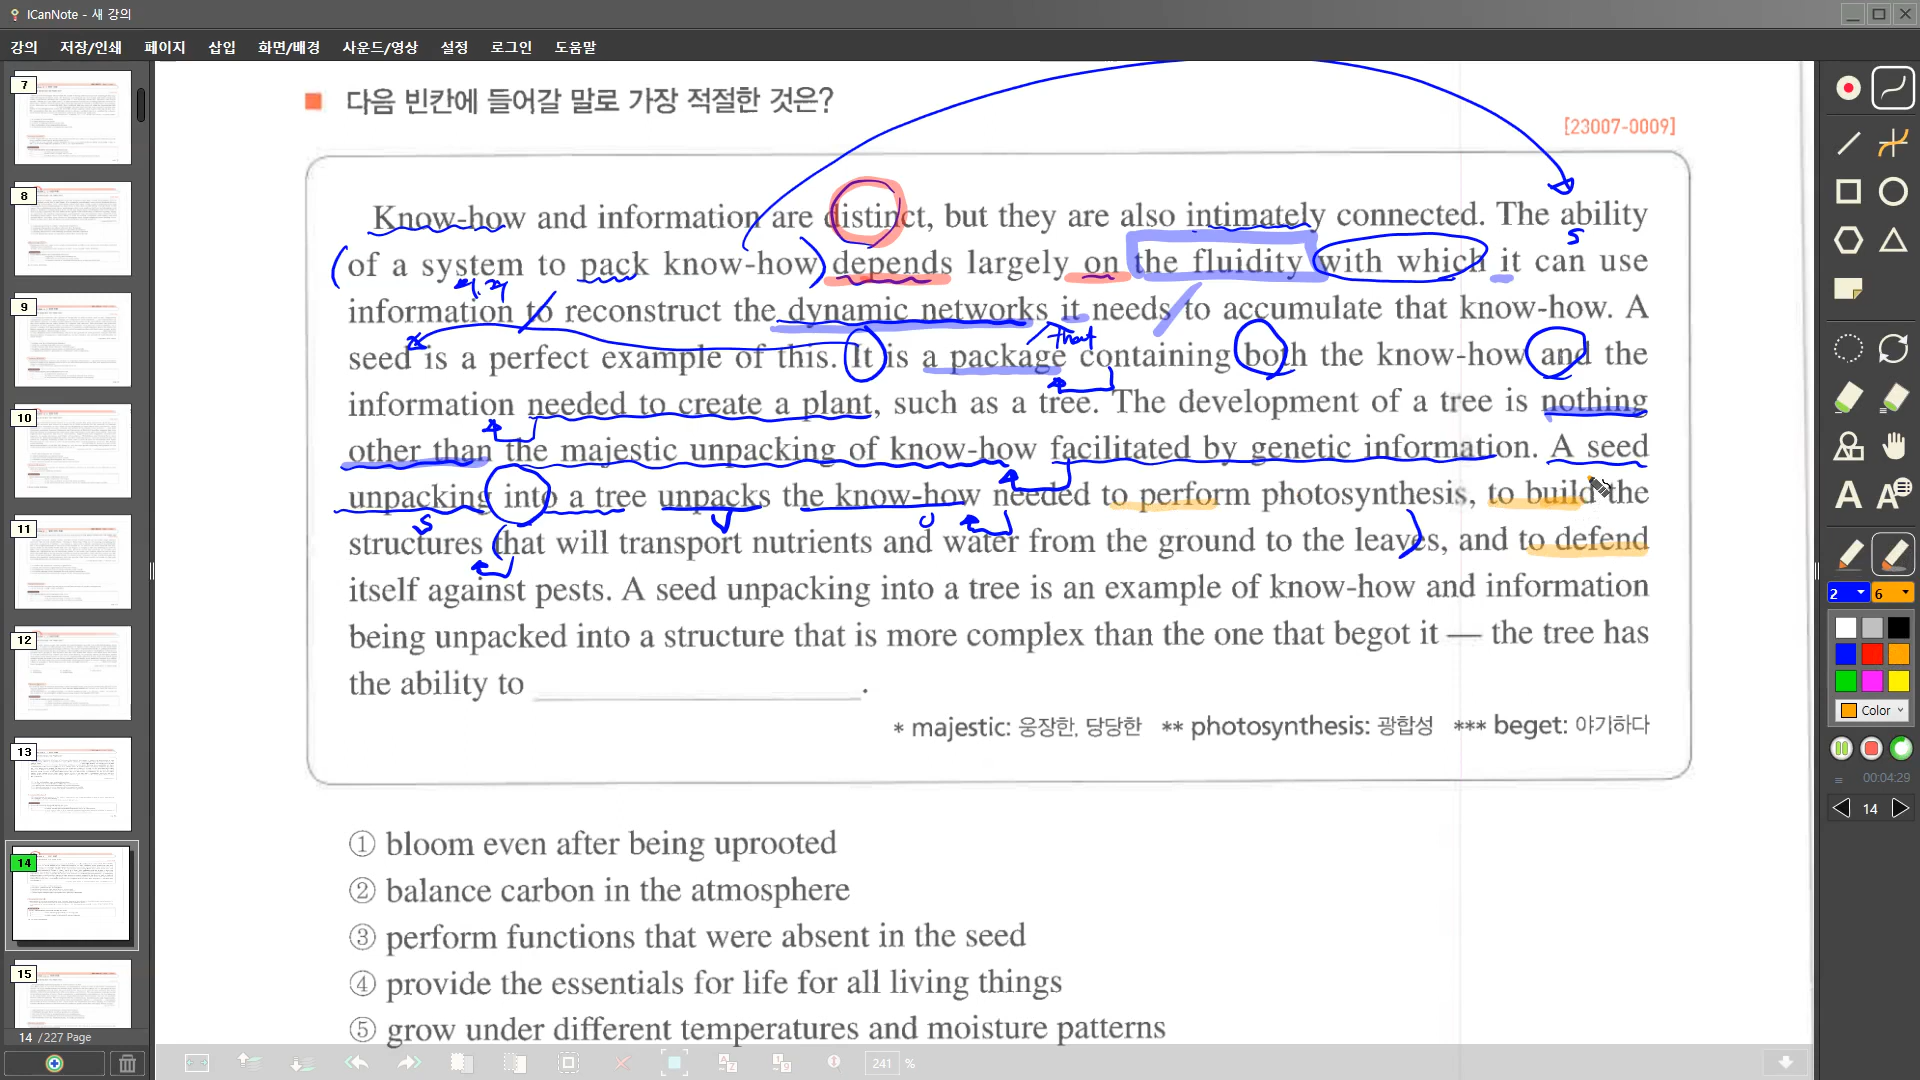 ICanNote - 새 강의
강의 저장/인쇄 페이지 삽입 화면/배경 사운드/영상 설정 로그인 도움말
7
8
9
10
11
12
13
14
15
14 /227 Page
다음 빈칸에 들어갈 말로 가장 적절한 것은?
[23007-0009]
Know-how and information are distinct, but they are also intimately connected. The ability
S
of a system to pack know-how depends largely on the fluidity with which it can use
information to reconstruct the dynamic networks it needs to accumulate that know-how. A
that
seed is a perfect example of this. It is a package containing both the know-how and the
information needed to create a plant, such as a tree. The development of a tree is nothing
other than the majestic unpacking of know-how facilitated by genetic information. A seed
unpacking into a tree unpacks the know-how needed to perform photosynthesis, to build the
S V O
structures that will transport nutrients and water from the ground to the leaves, and to defend
itself against pests. A seed unpacking into a tree is an example of know-how and information
being unpacked into a structure that is more complex than the one that begot it — the tree has
the ability to ____________________.
* majestic: 웅장한, 당당한 ** photosynthesis: 광합성 *** beget: 야기하다
① bloom even after being uprooted
② balance carbon in the atmosphere
③ perform functions that were absent in the seed
④ provide the essentials for life for all living things
⑤ grow under different temperatures and moisture patterns
241 %
A A
2 6
Color
00:04:29
14